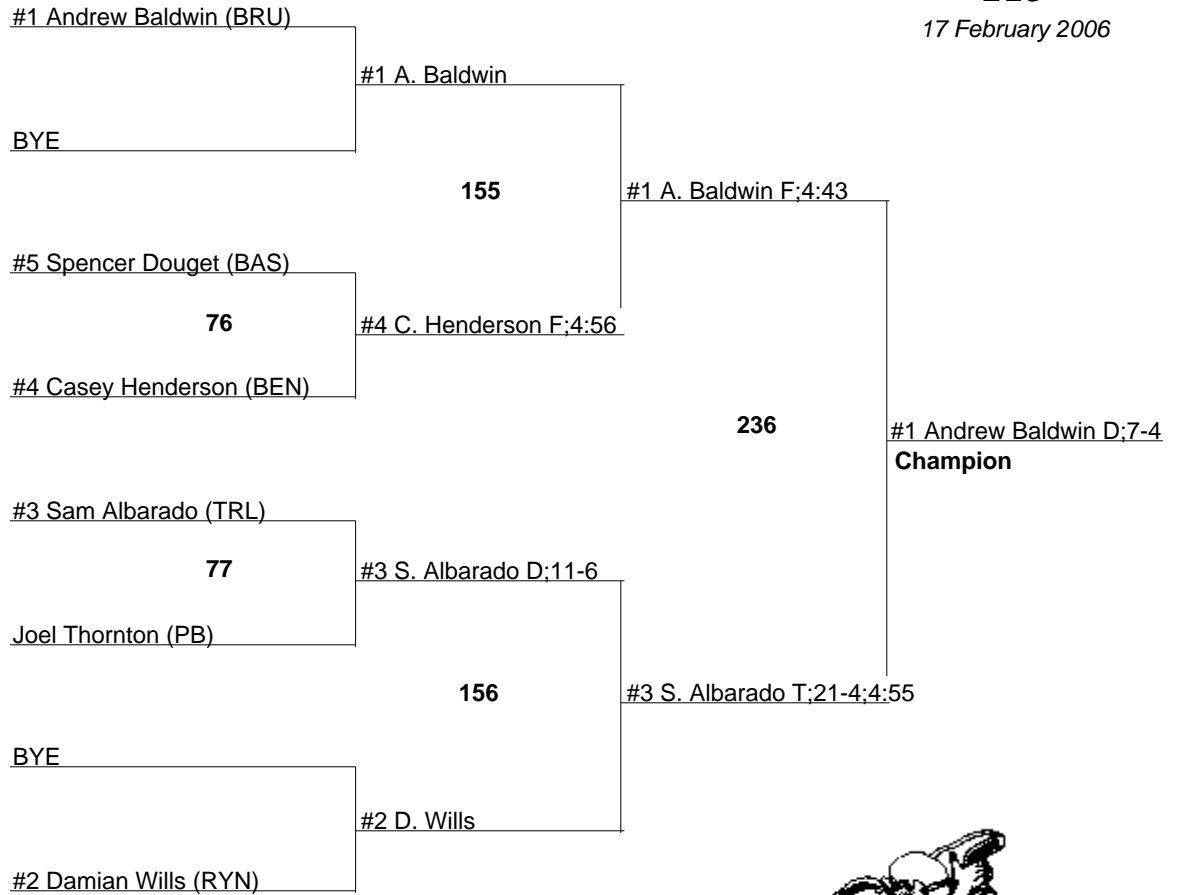 #1 Andrew Baldwin (BRU)
17 February 2006
#1 A. Baldwin
BYE
155
#1 A. Baldwin F;4:43
#5 Spencer Douget (BAS)
76
#4 C. Henderson F;4:56
#4 Casey Henderson (BEN)
236
#1 Andrew Baldwin D;7-4
Champion
#3 Sam Albarado (TRL)
77
#3 S. Albarado D;11-6
Joel Thornton (PB)
156
#3 S. Albarado T;21-4;4:55
BYE
#2 D. Wills
#2 Damian Wills (RYN)